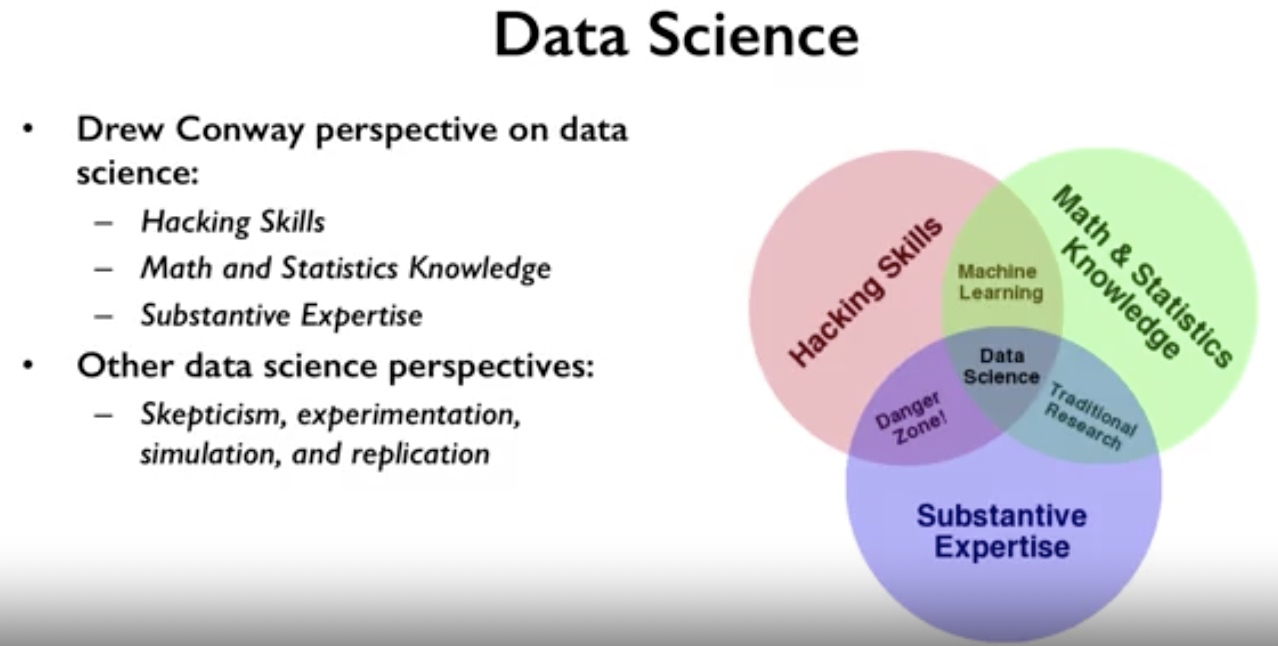 Data Science
• Drew Conway perspective on data
science:
– Hacking Skills
– Math and Statistics Knowledge
– Substantive Expertise
• Other data science perspectives:
– Skepticism, experimentation,
simulation, and replication
Hacking Skills
Math & Statistics
Knowledge
Machine
Learning
Data
Science
Danger
Zone!
Traditional
Research
Substantive
Expertise